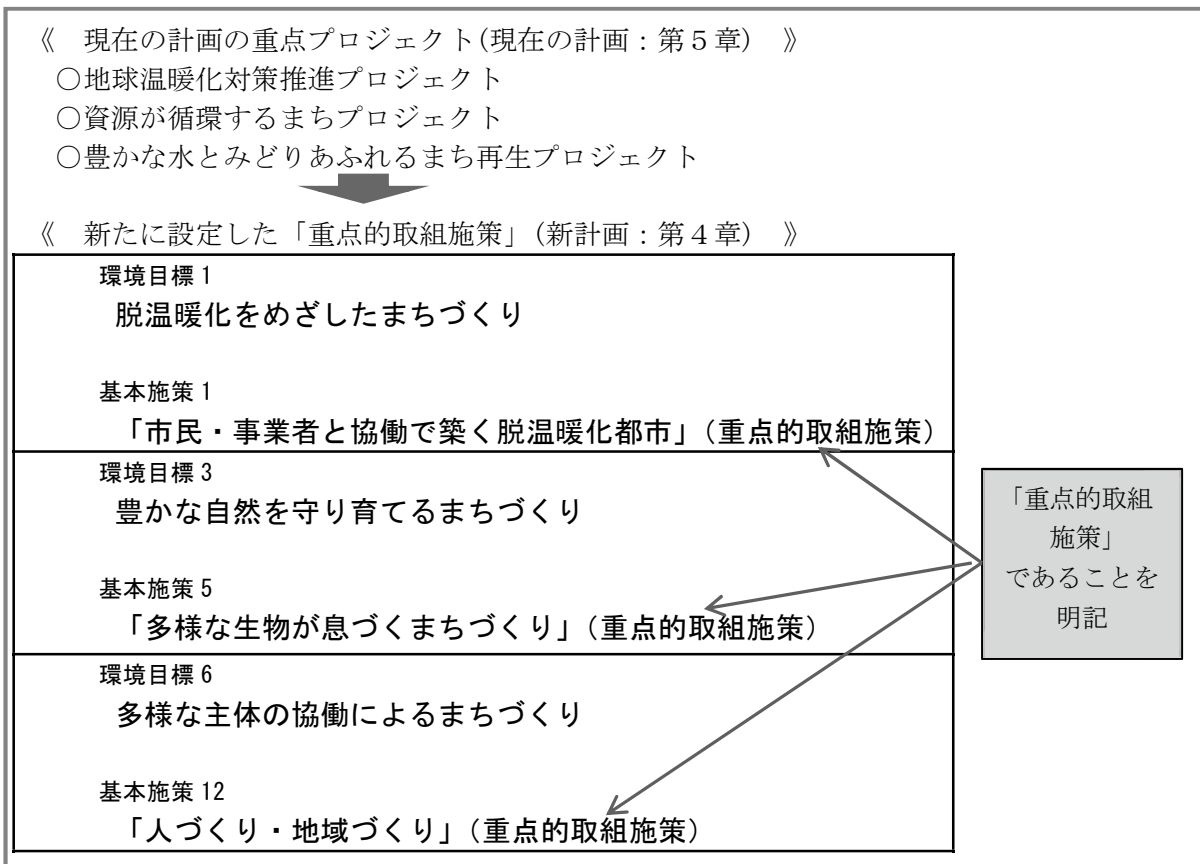 《　現在の計画の重点プロジェクト(現在の計画：第５章)　》
○地球温暖化対策推進プロジェクト
○資源が循環するまちプロジェクト
○豊かな水とみどりあふれるまち再生プロジェクト
《　新たに設定した「重点的取組施策」(新計画：第４章)　》
環境目標１
脱温暖化をめざしたまちづくり
基本施策１
「市民・事業者と協働で築く脱温暖化都市」(重点的取組施策)
環境目標３
豊かな自然を守り育てるまちづくり
基本施策５
「多様な生物が息づくまちづくり」(重点的取組施策)
環境目標６
多様な主体の協働によるまちづくり
基本施策 12
「人づくり・地域づくり」(重点的取組施策)
「重点的取組
施策」
であることを
明記